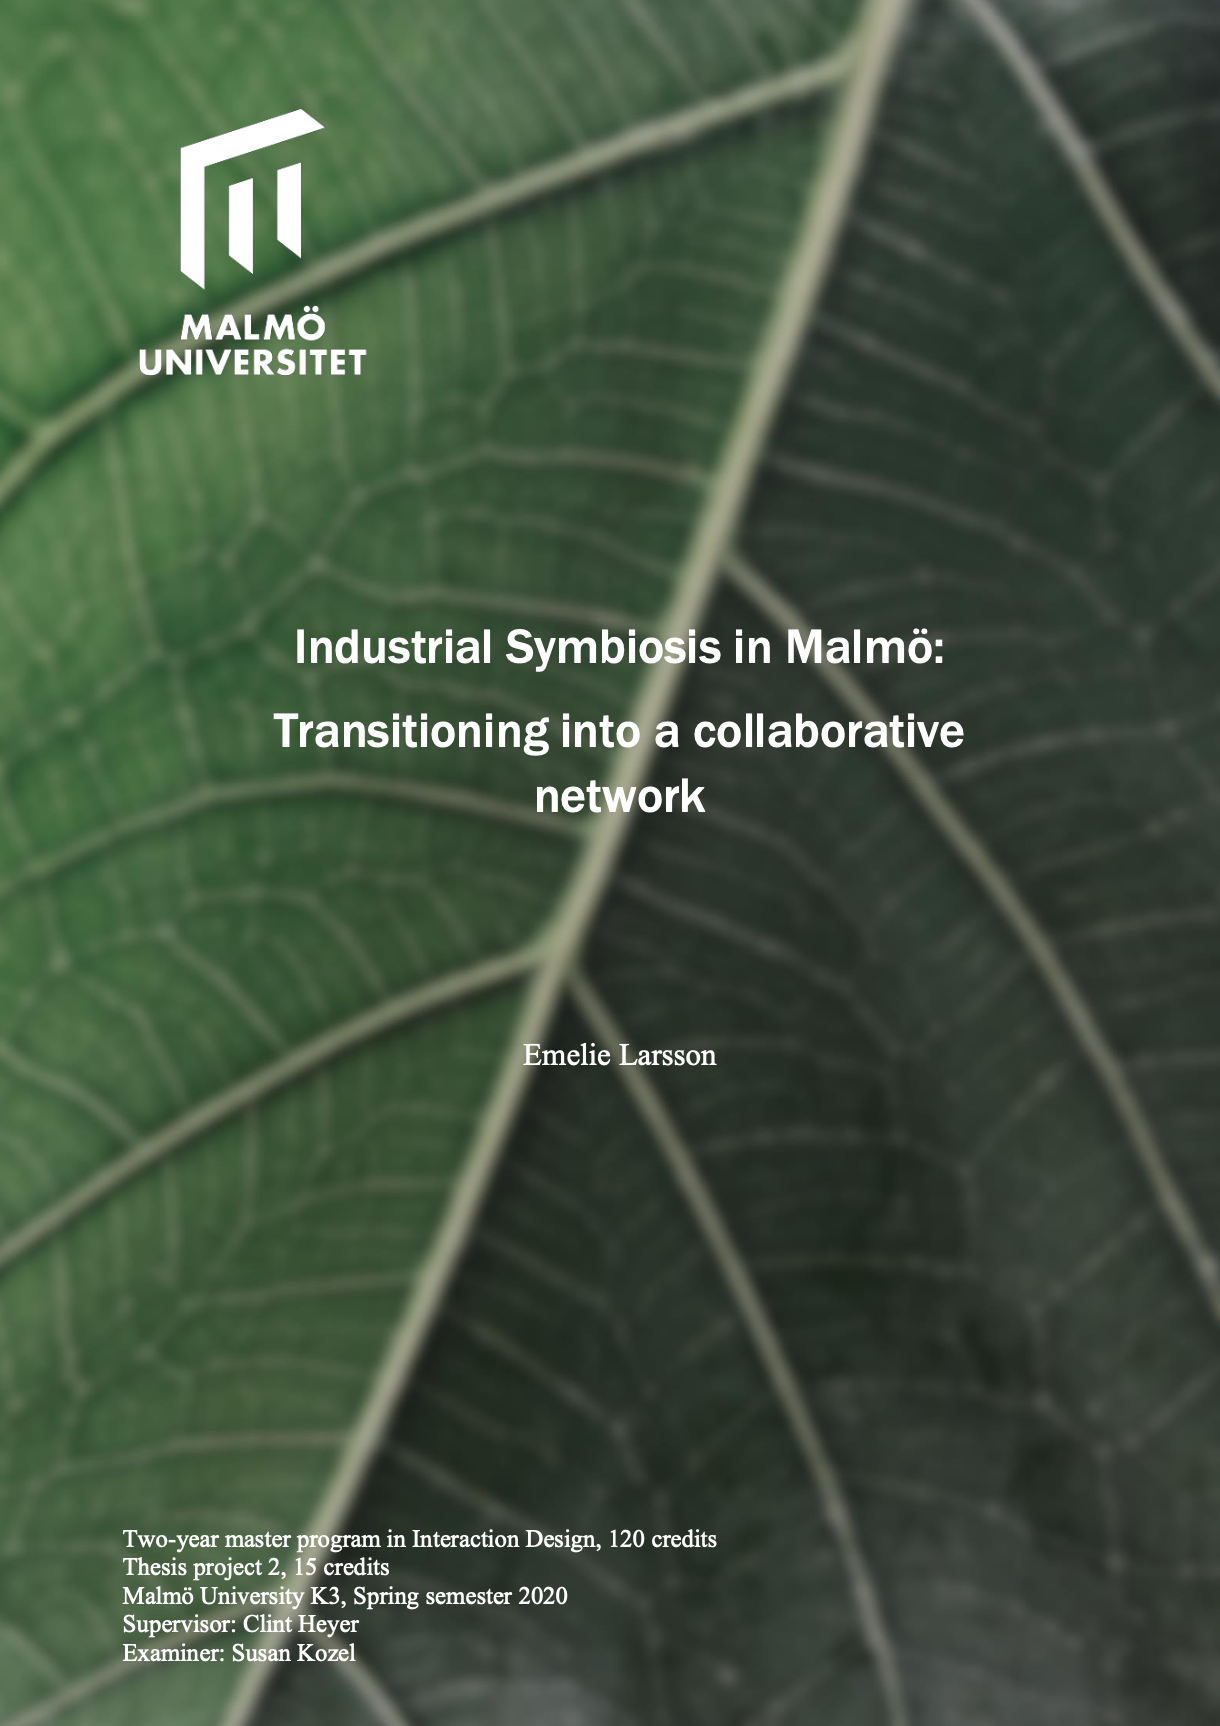 MALMÖ
UNIVERSITET
Industrial Symbiosis in Malmö:
Transitioning into a collaborative
network
Emelie Larsson
Two-year master program in Interaction Design, 120 credits
Thesis project 2, 15 credits
Malmö University K3, Spring semester 2020
Supervisor: Clint Heyer
Examiner: Susan Kozel